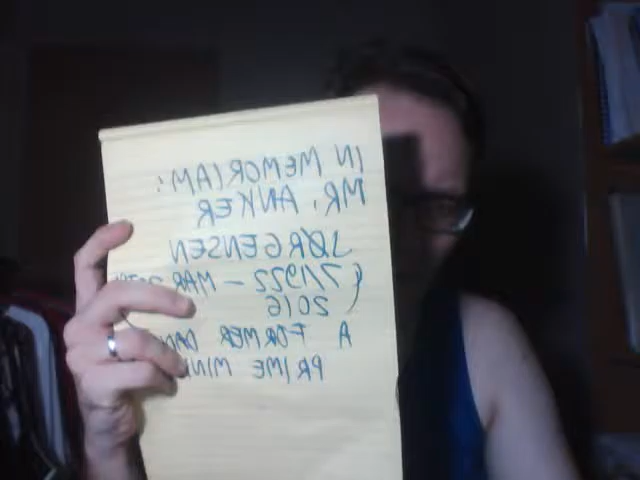 IN MEMORIAM:
MR. ANKER
JØRGENSEN
(7/1922 — MAR
2016
A FORMER
PRIME